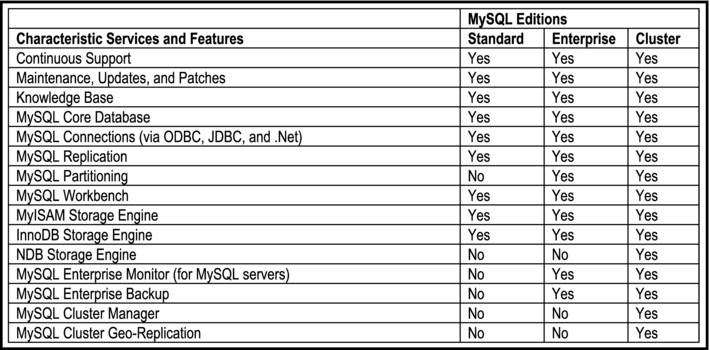 MySQL Editions
Characteristic Services and Features Standard Enterprise Cluster
Continuous Support Yes Yes Yes
Maintenance, Updates, and Patches Yes Yes Yes
Knowledge Base Yes Yes Yes
MySQL Core Database Yes Yes Yes
MySQL Connections (via ODBC, JDBC, and .Net) Yes Yes Yes
MySQL Replication Yes Yes Yes
MySQL Partitioning No Yes Yes
MySQL Workbench Yes Yes Yes
MyISAM Storage Engine Yes Yes Yes
InnoDB Storage Engine Yes Yes Yes
NDB Storage Engine No No Yes
MySQL Enterprise Monitor (for MySQL servers) No Yes Yes
MySQL Enterprise Backup No Yes Yes
MySQL Cluster Manager No No Yes
MySQL Cluster Geo-Replication No No Yes